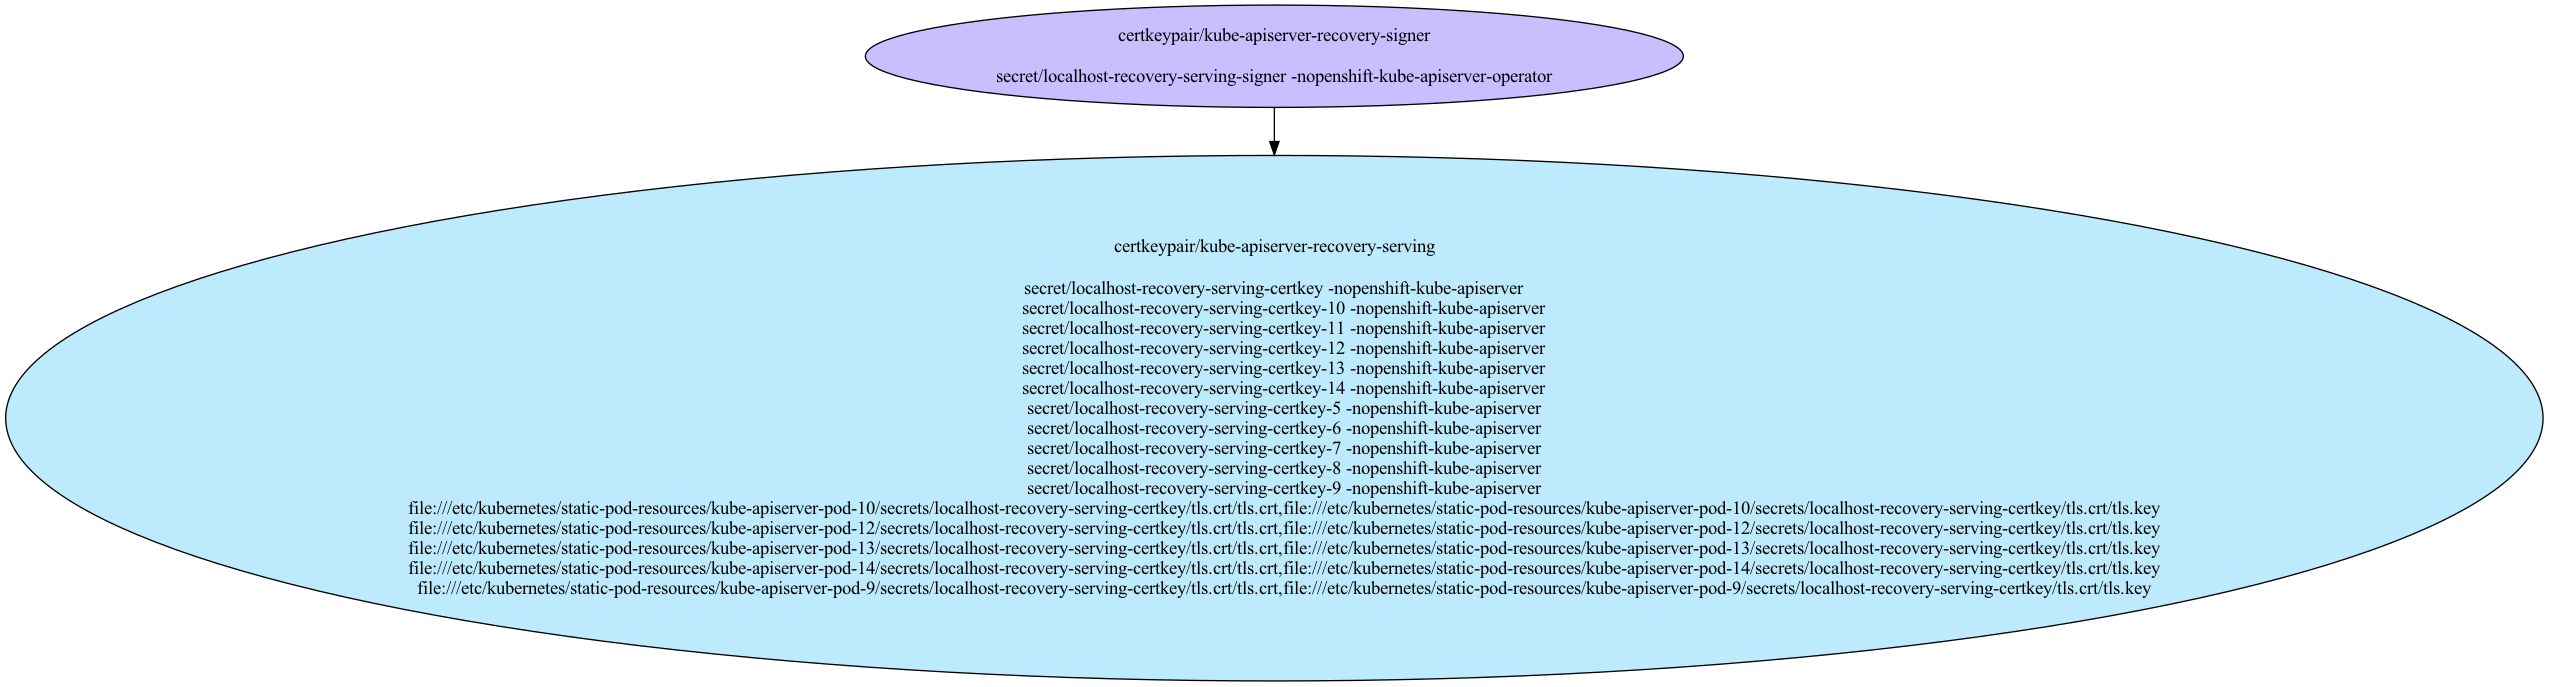 certkeypair/kube-apiserver-recovery-signer
secret/localhost-recovery-serving-signer -nopenshift-kube-apiserver-operator
certkeypair/kube-apiserver-recovery-serving
secret/localhost-recovery-serving-certkey -nopenshift-kube-apiserver
secret/localhost-recovery-serving-certkey-10 -nopenshift-kube-apiserver
secret/localhost-recovery-serving-certkey-11 -nopenshift-kube-apiserver
secret/localhost-recovery-serving-certkey-12 -nopenshift-kube-apiserver
secret/localhost-recovery-serving-certkey-13 -nopenshift-kube-apiserver
secret/localhost-recovery-serving-certkey-14 -nopenshift-kube-apiserver
secret/localhost-recovery-serving-certkey-5 -nopenshift-kube-apiserver
secret/localhost-recovery-serving-certkey-6 -nopenshift-kube-apiserver
secret/localhost-recovery-serving-certkey-7 -nopenshift-kube-apiserver
secret/localhost-recovery-serving-certkey-8 -nopenshift-kube-apiserver
secret/localhost-recovery-serving-certkey-9 -nopenshift-kube-apiserver
file:///etc/kubernetes/static-pod-resources/kube-apiserver-pod-10/secrets/localhost-recovery-serving-certkey/tls.crt/tls.crt,file:///etc/kubernetes/static-pod-resources/kube-apiserver-pod-10/secrets/localhost-recovery-serving-certkey/tls.crt/tls.key
file:///etc/kubernetes/static-pod-resources/kube-apiserver-pod-12/secrets/localhost-recovery-serving-certkey/tls.crt/tls.crt,file:///etc/kubernetes/static-pod-resources/kube-apiserver-pod-12/secrets/localhost-recovery-serving-certkey/tls.crt/tls.key
file:///etc/kubernetes/static-pod-resources/kube-apiserver-pod-13/secrets/localhost-recovery-serving-certkey/tls.crt/tls.crt,file:///etc/kubernetes/static-pod-resources/kube-apiserver-pod-13/secrets/localhost-recovery-serving-certkey/tls.crt/tls.key
file:///etc/kubernetes/static-pod-resources/kube-apiserver-pod-14/secrets/localhost-recovery-serving-certkey/tls.crt/tls.crt,file:///etc/kubernetes/static-pod-resources/kube-apiserver-pod-14/secrets/localhost-recovery-serving-certkey/tls.crt/tls.key
file:///etc/kubernetes/static-pod-resources/kube-apiserver-pod-9/secrets/localhost-recovery-serving-certkey/tls.crt/tls.crt,file:///etc/kubernetes/static-pod-resources/kube-apiserver-pod-9/secrets/localhost-recovery-serving-certkey/tls.crt/tls.key